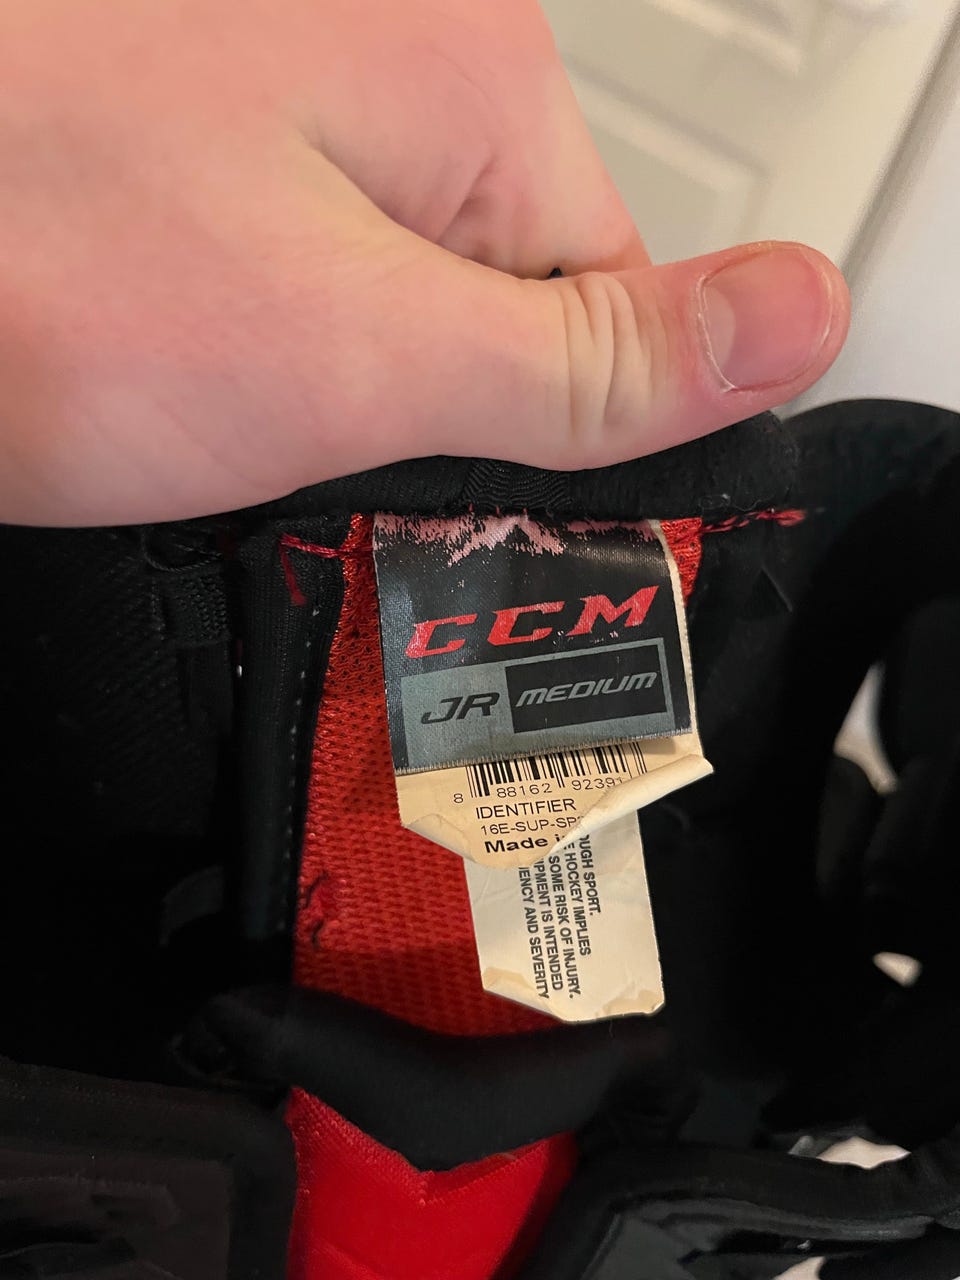 CCM
JR MEDIUM
8 88162 9239
IDENTIFIER
16E-SUP-SP
Made
OUGH SPORT.
HOCKEY IMPLIES
SOME RISK OF INJURY.
IPMENT IS INTENDED
ENCY AND SEVERITY